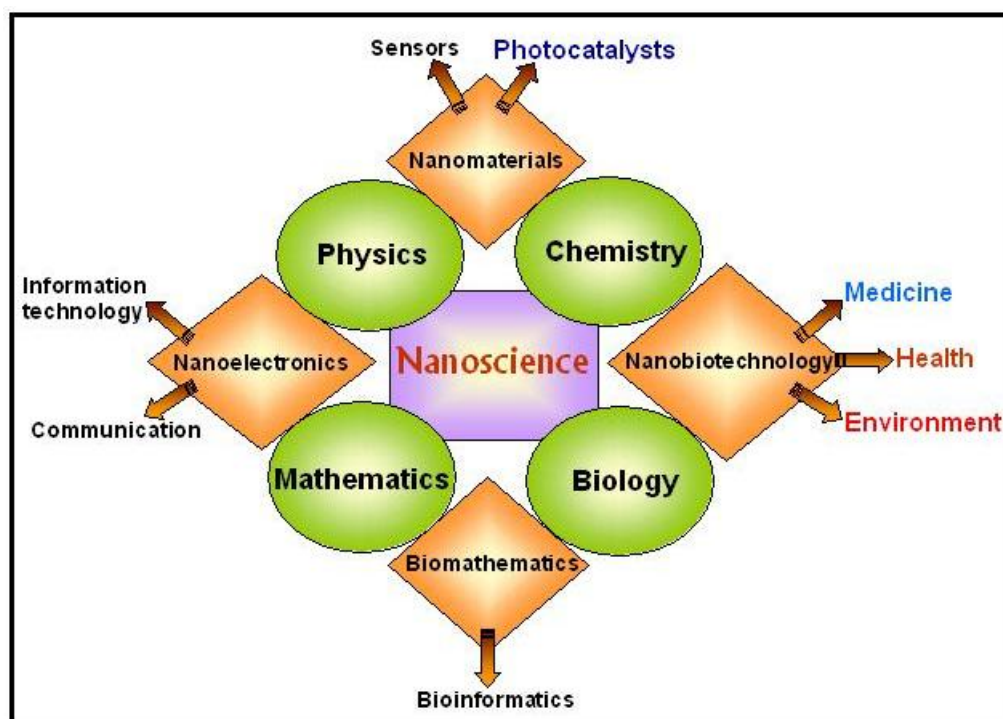 Sensors
Photocatalysts
Nanomaterials
Physics
Chemistry
Information
technology
Medicine
Nanoelectronics
Nanoscience
Nanobiotechnology
Health
Communication
Environment
Mathematics
Biology
Biomathematics
Bioinformatics